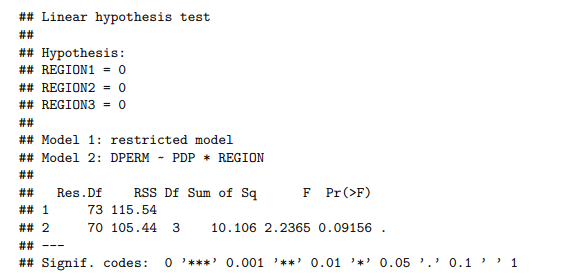 ## Linear hypothesis test
##
## Hypothesis:
## REGION1 = 0
## REGION2 = 0
## REGION3 = 0
##
## Model 1: restricted model
## Model 2: DPERM ~ PDP * REGION
##
##   Res.Df    RSS Df Sum of Sq      F  Pr(>F)
## 1     73 115.54
## 2     70 105.44  3    10.106 2.2365 0.09156 .
## ---
## Signif. codes:  0 '***' 0.001 '**' 0.01 '*' 0.05 '.' 0.1 ' ' 1